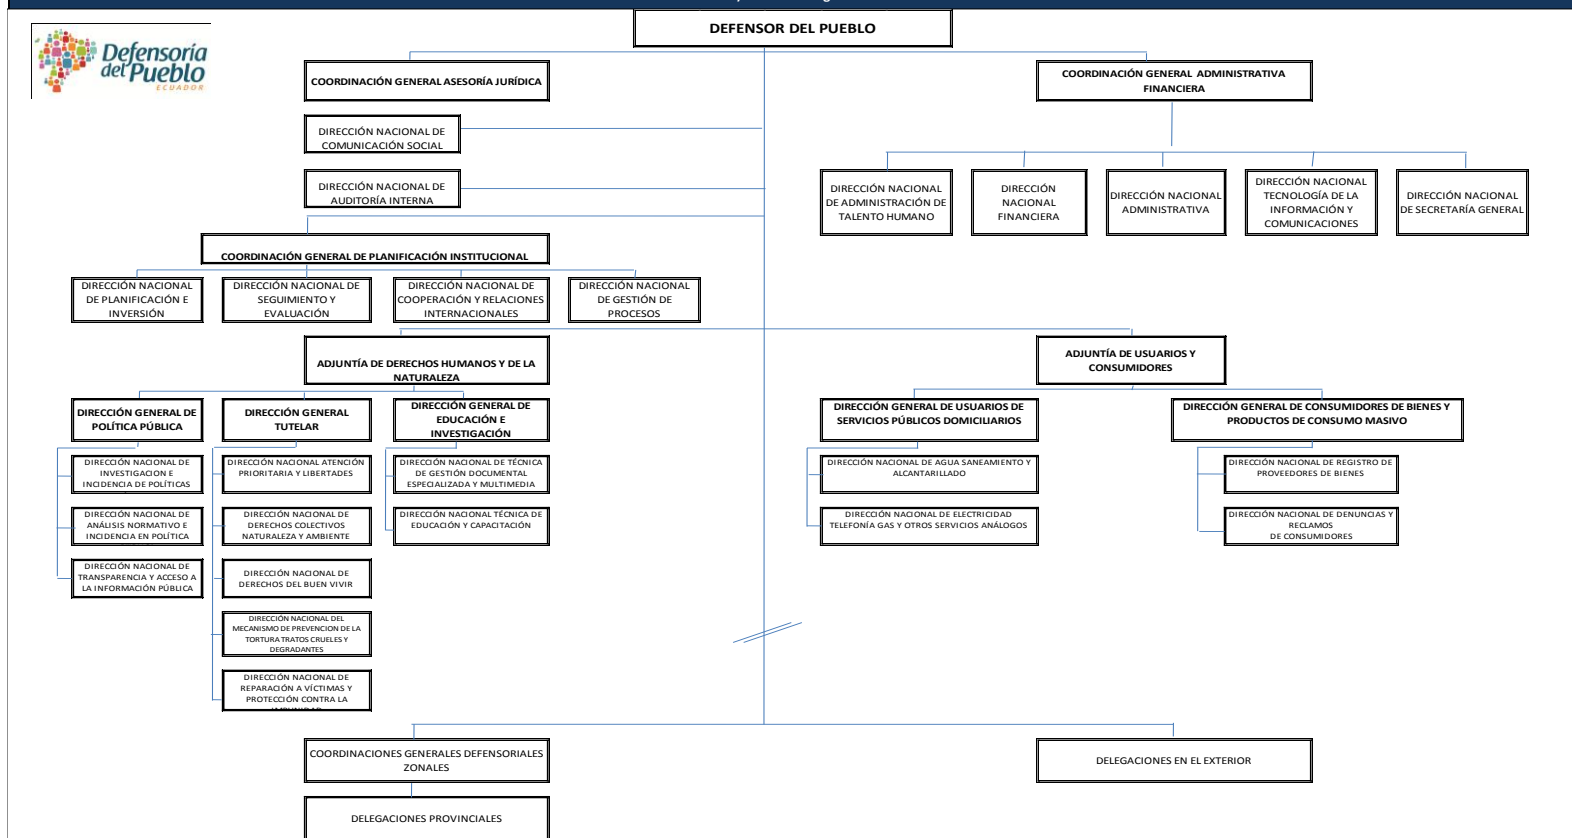 DEFENSOR DEL PUEBLO
Defensoría
del Pueblo
ECUADOR
COORDINACIÓN GENERAL ASESORÍA JURÍDICA
COORDINACIÓN GENERAL ADMINISTRATIVA
FINANCIERA
DIRECCIÓN NACIONAL DE
COMUNICACIÓN SOCIAL
DIRECCIÓN NACIONAL DE
AUDITORÍA INTERNA
DIRECCIÓN NACIONAL
DE ADMINISTRACIÓN DE
TALENTO HUMANO
DIRECCIÓN
NACIONAL
FINANCIERA
DIRECCIÓN NACIONAL
ADMINISTRATIVA
DIRECCIÓN NACIONAL
TECNOLOGÍA DE LA
INFORMACIÓN Y
COMUNICACIONES
DIRECCIÓN NACIONAL
DE SECRETARÍA GENERAL
COORDINACIÓN GENERAL DE PLANIFICACIÓN INSTITUCIONAL
DIRECCIÓN NACIONAL
DE PLANIFICACIÓN E
INVERSIÓN
DIRECCIÓN NACIONAL DE
SEGUIMIENTO Y
EVALUACIÓN
DIRECCIÓN NACIONAL DE
COOPERACIÓN Y RELACIONES
INTERNACIONALES
DIRECCIÓN NACIONAL
DE GESTIÓN DE
PROCESOS
ADJUNTÍA DE DERECHOS HUMANOS Y DE LA
NATURALEZA
ADJUNTÍA DE USUARIOS Y
CONSUMIDORES
DIRECCIÓN GENERAL DE
POLÍTICA PÚBLICA
DIRECCIÓN GENERAL
TUTELAR
DIRECCIÓN GENERAL DE
EDUCACIÓN E
INVESTIGACIÓN
DIRECCIÓN GENERAL DE USUARIOS DE
SERVICIOS PÚBLICOS DOMICILIARIOS
DIRECCIÓN GENERAL DE CONSUMIDORES DE BIENES Y
PRODUCTOS DE CONSUMO MASIVO
DIRECCIÓN NACIONAL DE
INVESTIGACION E
INCIDENCIA DE POLÍTICAS
DIRECCIÓN NACIONAL ATENCIÓN
PRIORITARIA Y LIBERTADES
DIRECCIÓN NACIONAL DE TÉCNICA
DE GESTIÓN DOCUMENTAL
ESPECIALIZADA Y MULTIMEDIA
DIRECCIÓN NACIONAL DE AGUA SANEAMIENTO Y
ALCANTARILLADO
DIRECCIÓN NACIONAL DE REGISTRO DE
PROVEEDORES DE BIENES
DIRECCIÓN NACIONAL DE
ANÁLISIS NORMATIVO E
INCIDENCIA EN POLÍTICA
DIRECCIÓN NACIONAL DE
DERECHOS COLECTIVOS
NATURALEZA Y AMBIENTE
DIRECCIÓN NACIONAL TÉCNICA DE
EDUCACIÓN Y CAPACITACIÓN
DIRECCIÓN NACIONAL DE ELECTRICIDAD
TELEFONÍA GAS Y OTROS SERVICIOS ANÁLOGOS
DIRECCIÓN NACIONAL DE DENUNCIAS Y
RECLAMOS
DE CONSUMIDORES
DIRECCIÓN NACIONAL DE
TRANSPARENCIA Y ACCESO A
LA INFORMACIÓN PÚBLICA
DIRECCIÓN NACIONAL DE
DERECHOS DEL BUEN VIVIR
DIRECCIÓN NACIONAL DEL
MECANISMO DE PREVENCION DE LA
TORTURA TRATOS CRUELES Y
DEGRADANTES
DIRECCIÓN NACIONAL DE
REPARACIÓN A VÍCTIMAS Y
PROTECCIÓN CONTRA LA
COORDINACIONES GENERALES DEFENSORIALES
ZONALES
DELEGACIONES EN EL EXTERIOR
DELEGACIONES PROVINCIALES